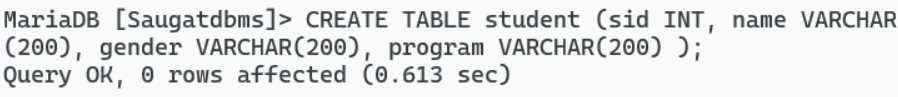 MariaDB [Saugatdbms]> CREATE TABLE student (sid INT, name VARCHAR
(200), gender VARCHAR(200), program VARCHAR(200) );
Query OK, 0 rows affected (0.613 sec)